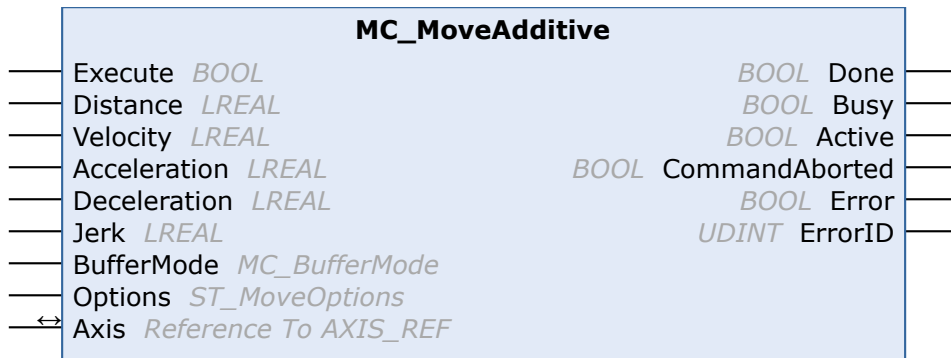 MC_MoveAdditive
Execute BOOL BOOL Done
Distance LREAL BOOL Busy
Velocity LREAL BOOL Active
Acceleration LREAL BOOL CommandAborted
Deceleration LREAL BOOL Error
Jerk LREAL UDINT ErrorID
BufferMode MC_BufferMode
Options ST_MoveOptions
↔ Axis Reference To AXIS_REF